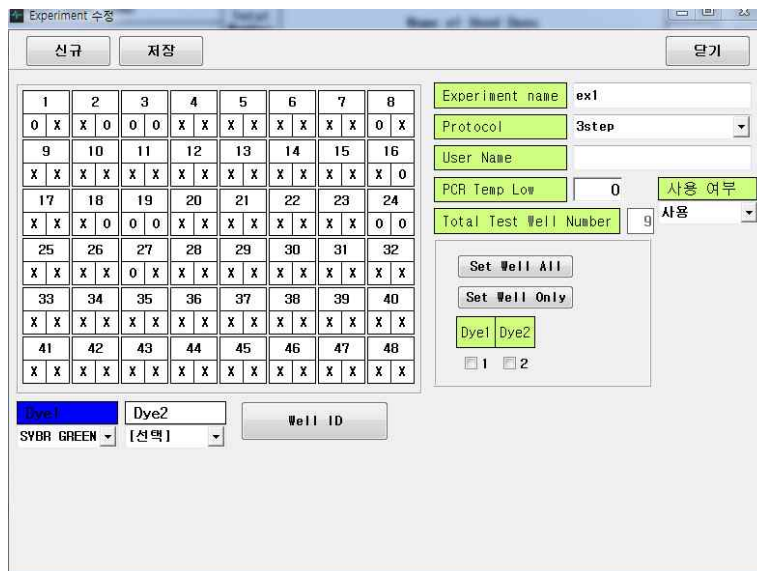 Experiment 수정
신규 저장 닫기
1 2 3 4 5 6 7 8
O X X O O O X X X X X X X X O X
9 10 11 12 13 14 15 16
X X X X X X X X X X X X X X X O
17 18 19 20 21 22 23 24
X X X O O O X X X X X X X X O O
25 26 27 28 29 30 31 32
X X X X O X X X X X X X X X X X
33 34 35 36 37 38 39 40
X X X X X X X X X X X X X X X X
41 42 43 44 45 46 47 48
X X X X X X X X X X X X X X X X
Dye1 Dye2 Well ID
SYBR GREEN [선택]
Experiment name ex1
Protocol 3step
User Name
PCR Temp Low 0 사용 여부
Total Test Well Number 9 사용
Set Well All
Set Well Only
Dye1 Dye2
1 2